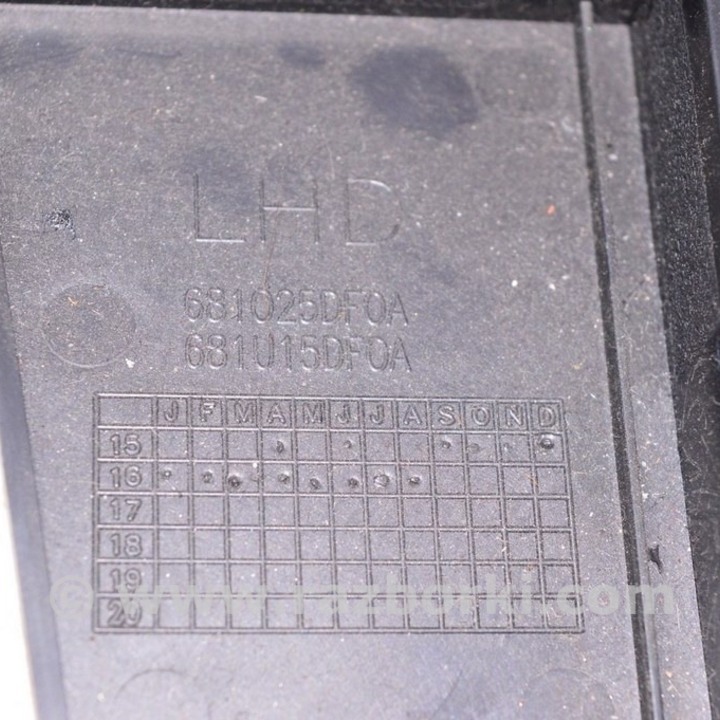 LHD
681025DF0A
681U15DF0A
J F M A M J J A S O N D
15
16
17
18
19
20
© www.razborki.com